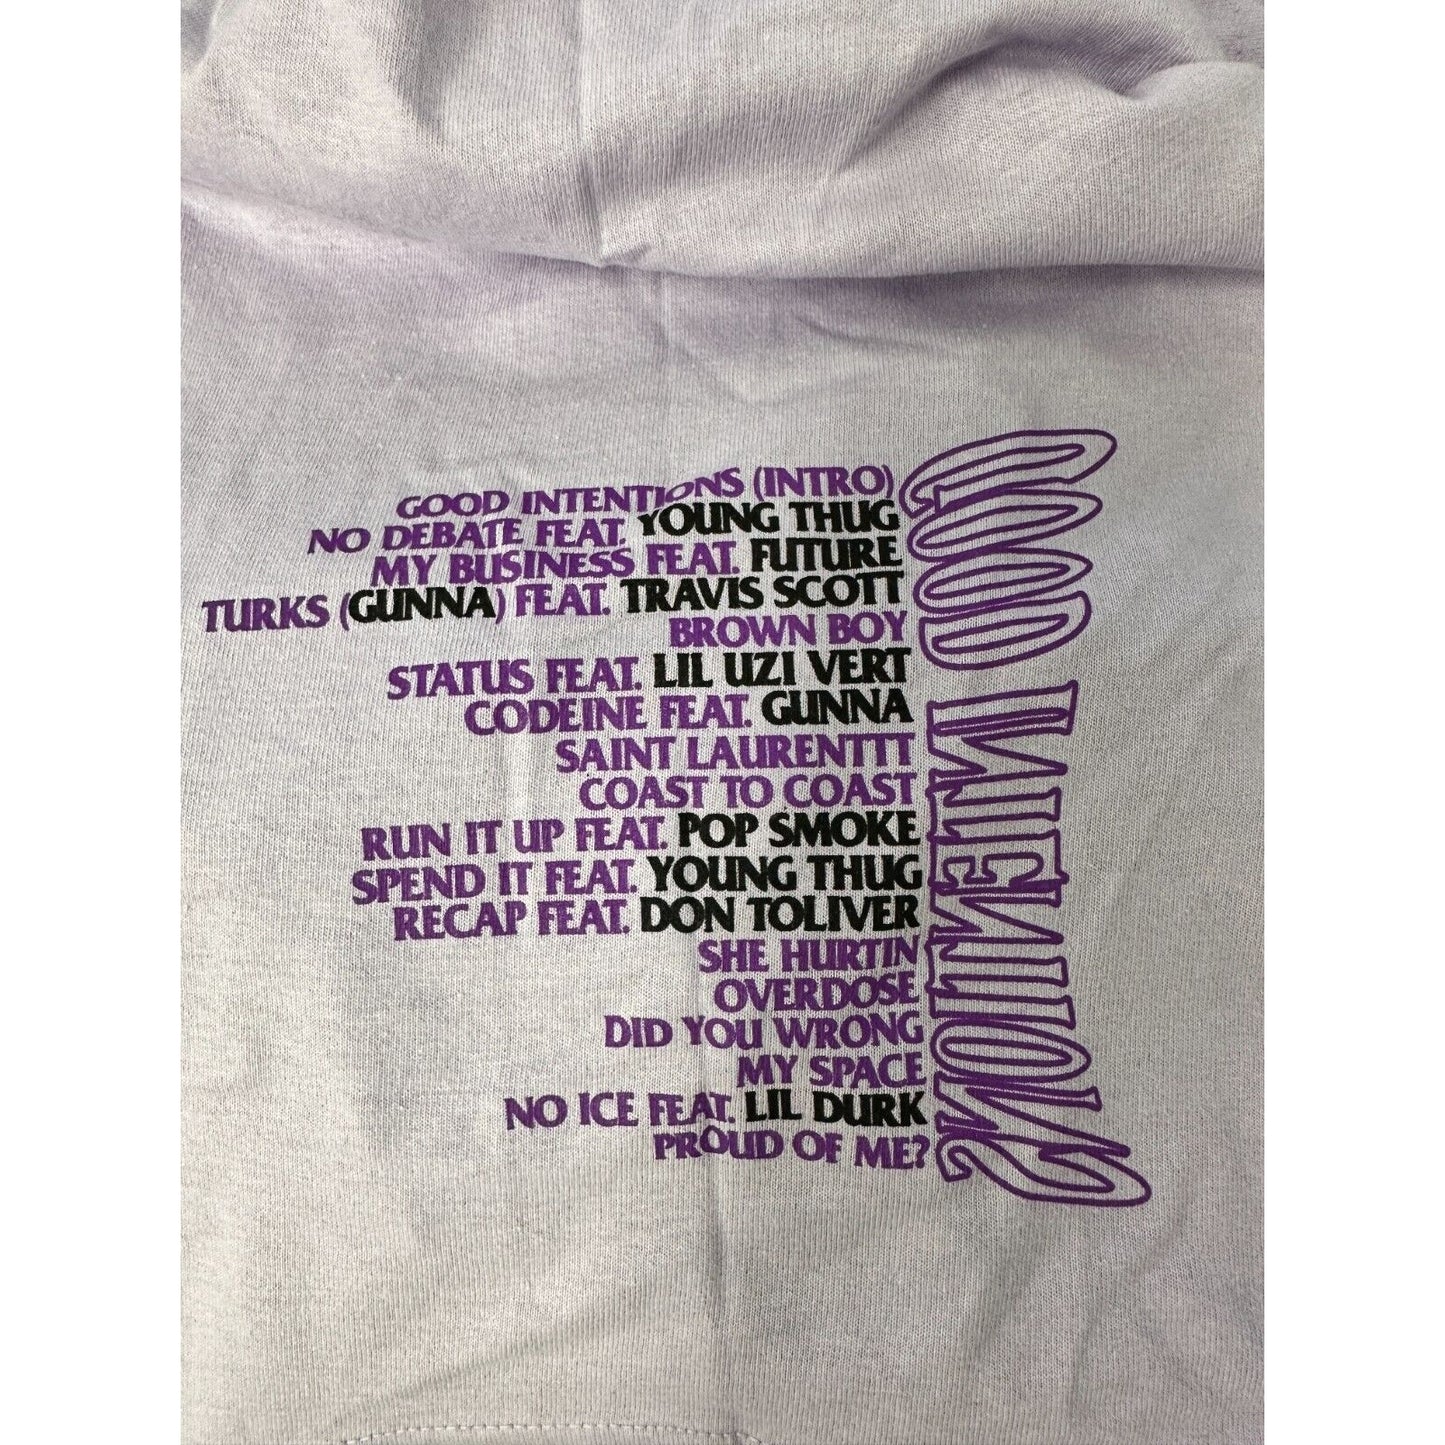 GOOD INTENTIONS (INTRO)
NO DEBATE FEAT. YOUNG THUG
MY BUSINESS FEAT. FUTURE
TURKS (GUNNA) FEAT. TRAVIS SCOTT
BROWN BOY
STATUS FEAT. LIL UZI VERT
CODEINE FEAT. GUNNA
SAINT LAURENTTT
COAST TO COAST
RUN IT UP FEAT. POP SMOKE
SPEND IT FEAT. YOUNG THUG
RECAP FEAT. DON TOLIVER
SHE HURTIN
OVERDOSE
DID YOU WRONG
MY SPACE
NO ICE FEAT. LIL DURK
PROUD OF ME?
GOOD INTENTIONS